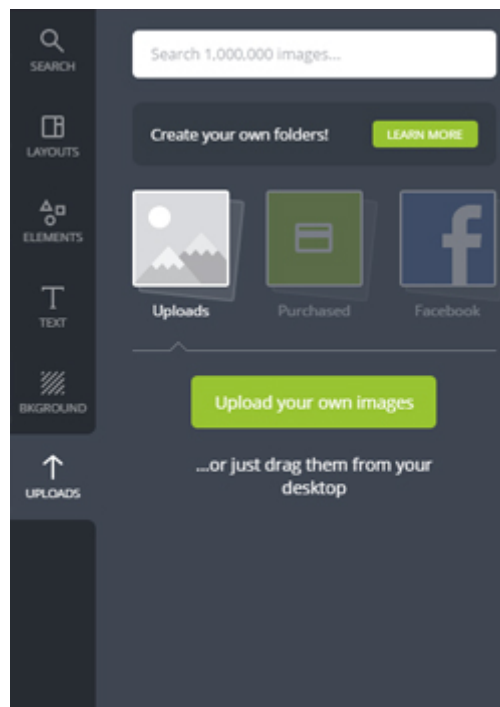 SEARCH
LAYOUTS
ELEMENTS
TEXT
BKGROUND
UPLOADS
Search 1,000,000 images...
Create your own folders!
LEARN MORE
Uploads
Purchased
Facebook
Upload your own images
...or just drag them from your
desktop